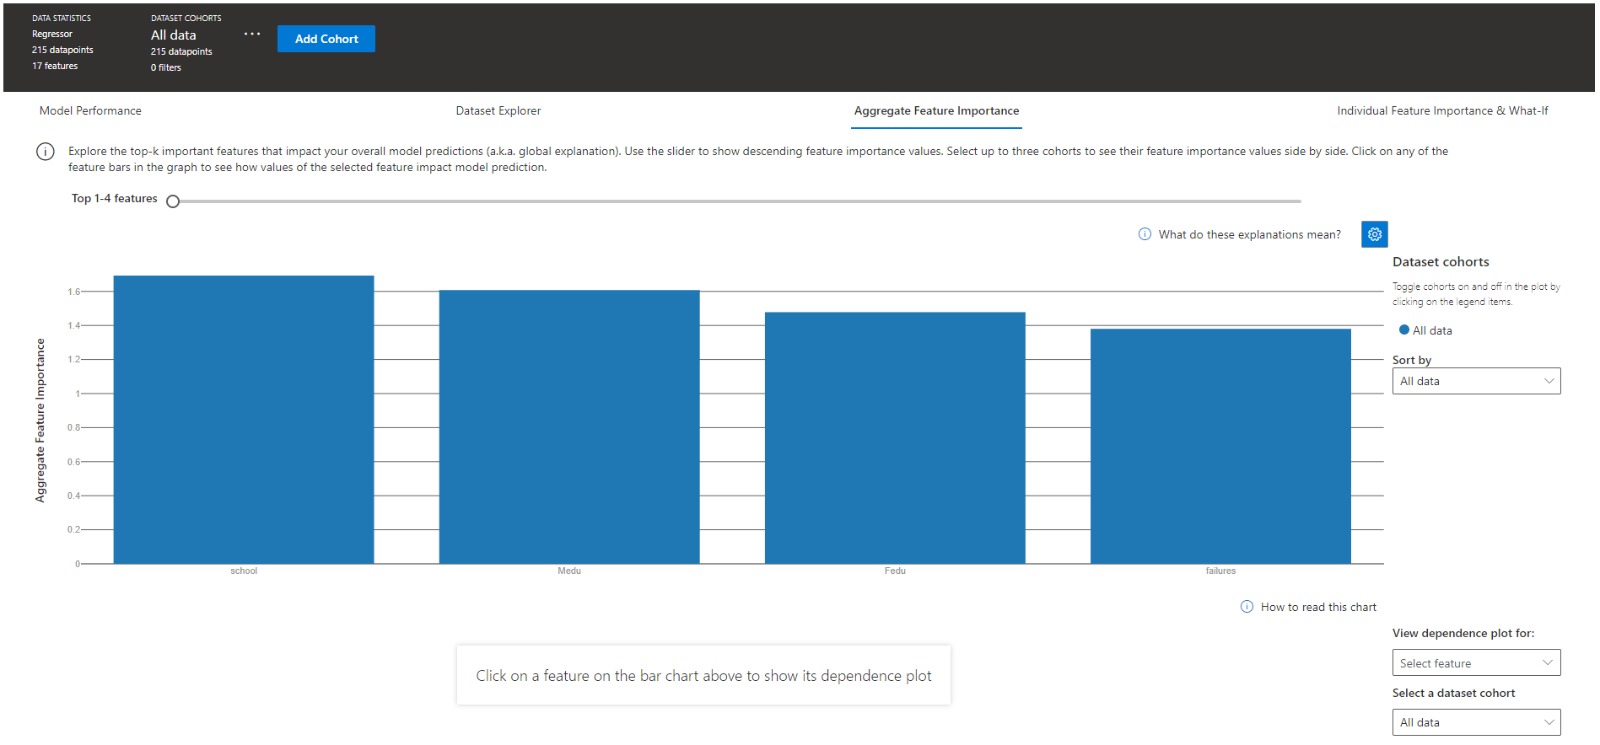 DATA STATISTICS
Regressor
215 datapoints
17 features
DATASET COHORTS
All data
215 datapoints
0 filters
Add Cohort
Model Performance
Dataset Explorer
Aggregate Feature Importance
Individual Feature Importance & What-If
Explore the top-k important features that impact your overall model predictions (a.k.a. global explanation). Use the slider to show descending feature importance values. Select up to three cohorts to see their feature importance values side by side. Click on any of the
feature bars in the graph to see how values of the selected feature impact model prediction.
Top 1-4 features
What do these explanations mean?
Aggregate Feature Importance
1.6
1.4
1.2
1
0.8
0.6
0.4
0.2
0
school
Medu
Fedu
failures
Dataset cohorts
Toggle cohorts on and off in the plot by
clicking on the legend items.
All data
Sort by
All data
How to read this chart
Click on a feature on the bar chart above to show its dependence plot
View dependence plot for:
Select feature
Select a dataset cohort
All data